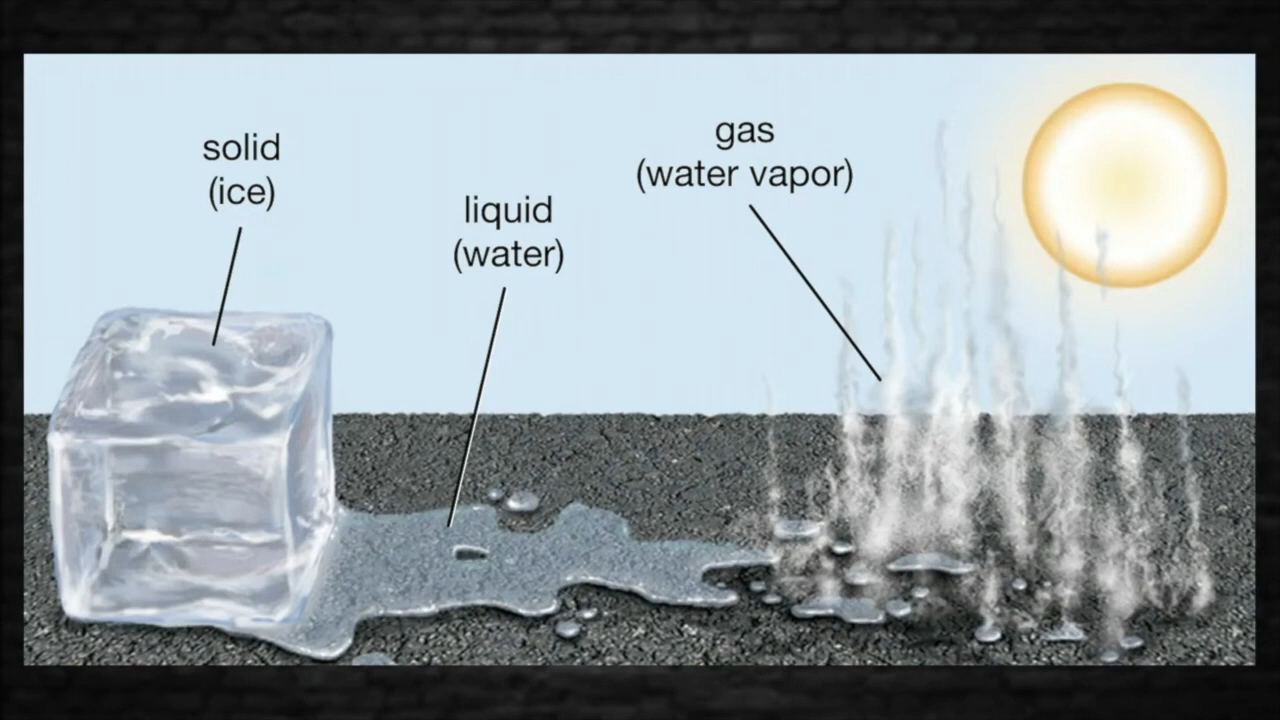 solid
(ice)
liquid
(water)
gas
(water vapor)